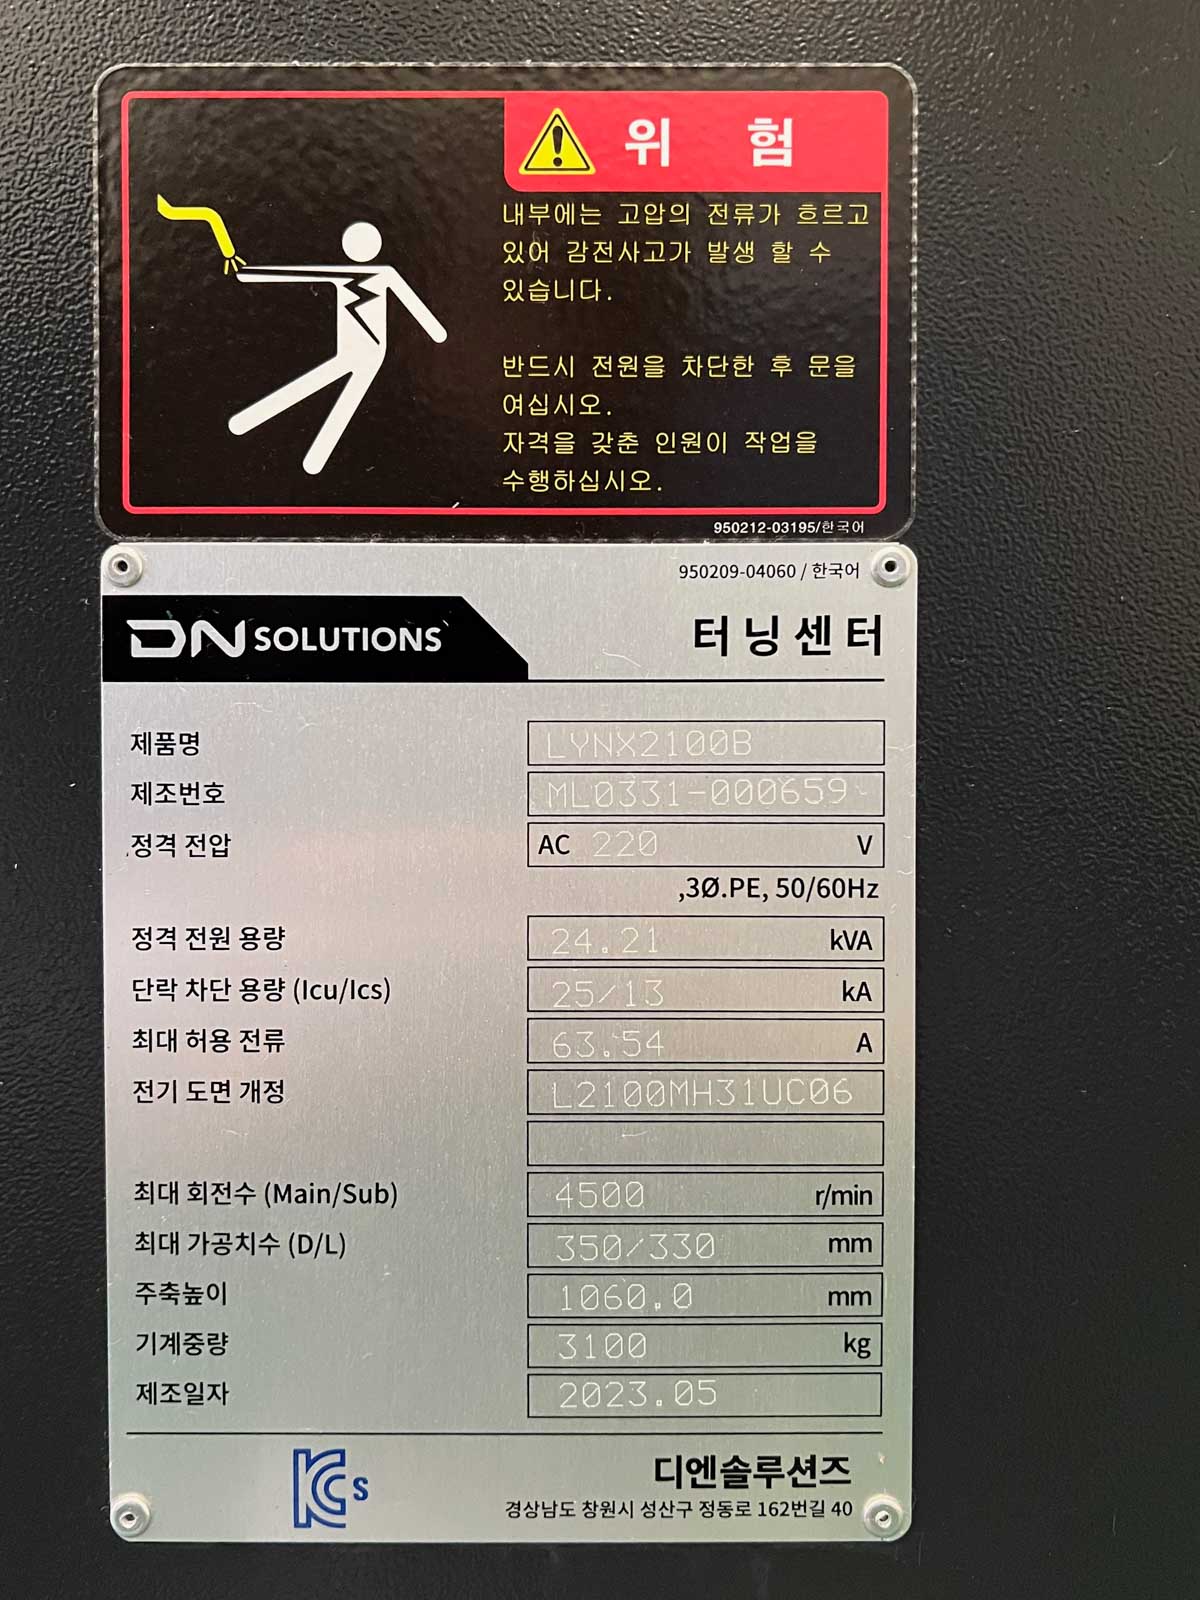 위 험
내부에는 고압의 전류가 흐르고
있어 감전사고가 발생 할 수
있습니다.
반드시 전원을 차단한 후 문을
여십시오.
자격을 갖춘 인원이 작업을
수행하십시오.
950212-03195/한국어
950209-04060 / 한국어
DN SOLUTIONS 터닝센터
제품명 LYNX2100B
제조번호 ML0331-000659
정격 전압 AC 220 V
,3Ø.PE, 50/60Hz
정격 전원 용량 24.21 kVA
단락 차단 용량 (Icu/Ics) 25/13 kA
최대 허용 전류 63.54 A
전기 도면 개정 L2100MH31UC06
최대 회전수 (Main/Sub) 4500 r/min
최대 가공치수 (D/L) 350/330 mm
주축높이 1060.0 mm
기계중량 3100 kg
제조일자 2023.05
KCs 디엔솔루션즈
경상남도 창원시 성산구 정동로 162번길 40